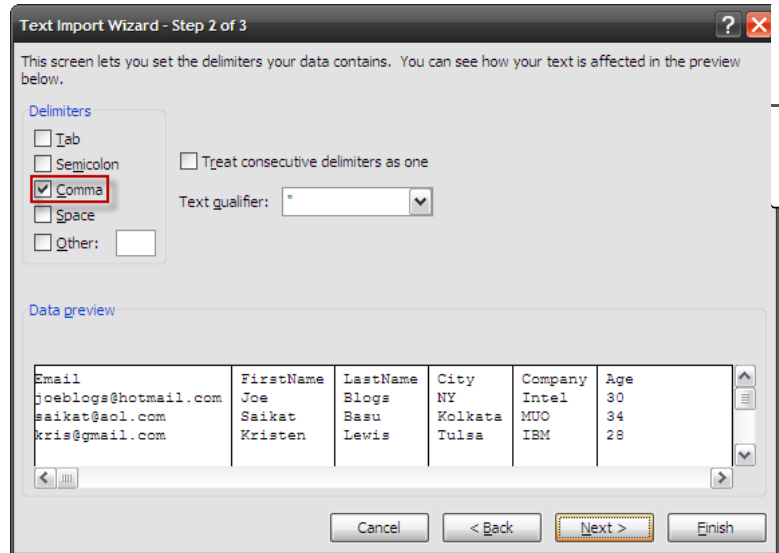 Text Import Wizard - Step 2 of 3
This screen lets you set the delimiters your data contains. You can see how your text is affected in the preview
below.
Delimiters
Tab
Semicolon
Comma
Space
Other:
Treat consecutive delimiters as one
Text qualifier: "
Data preview
Email FirstName LastName City Company Age
joeblogs@hotmail.com Joe Blogs NY Intel 30
saikat@aol.com Saikat Basu Kolkata MUO 34
kris@gmail.com Kristen Lewis Tulsa IBM 28
Cancel < Back Next > Finish